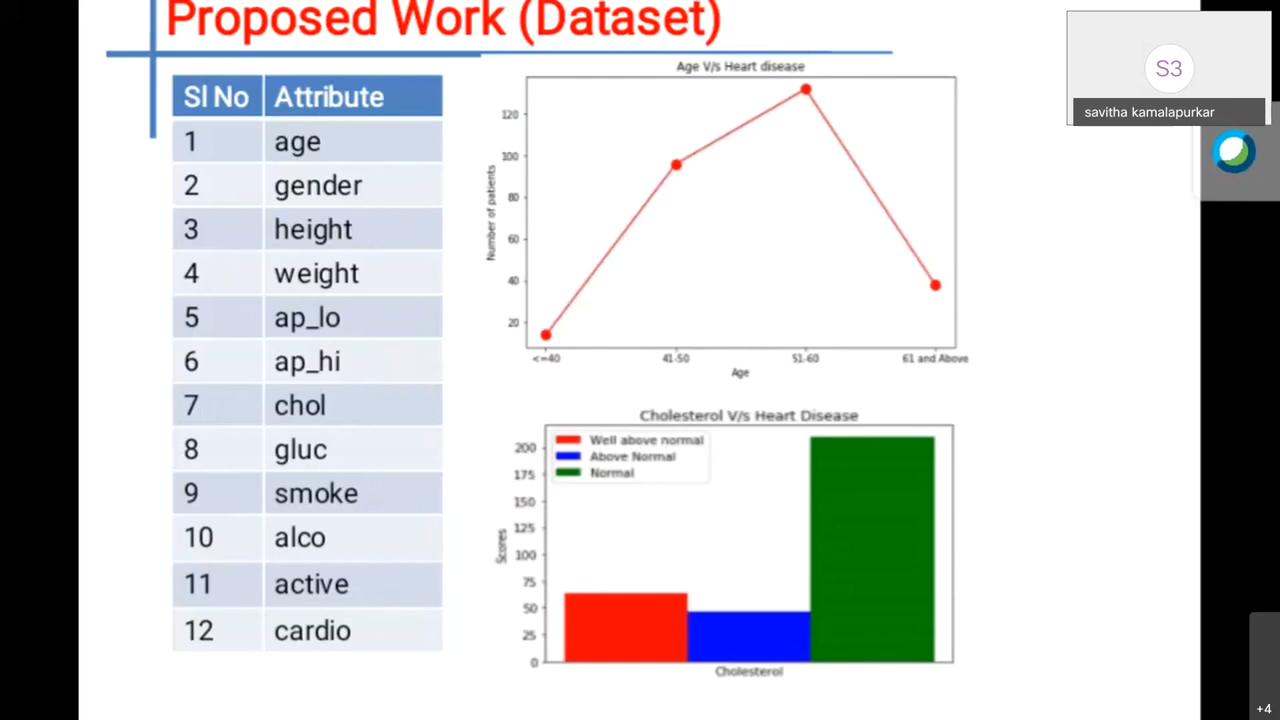 Proposed Work (Dataset)
Sl No Attribute
1 age
2 gender
3 height
4 weight
5 ap_lo
6 ap_hi
7 chol
8 gluc
9 smoke
10 alco
11 active
12 cardio
Age V/s Heart disease
Number of patients
120
100
80
60
40
20
<=40 41-50 51-60 61 and Above
Age
Cholesterol V/s Heart Disease
Well above normal
Above Normal
Normal
Scores
200
175
150
125
100
75
50
25
0
Cholesterol
S3
savitha kamalapurkar
+4